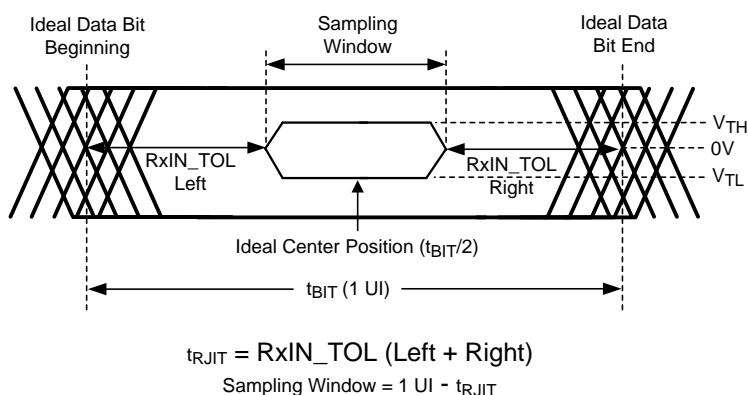 Ideal Data Bit
Beginning
Sampling
Window
Ideal Data
Bit End
VTH
0V
VTL
RxIN_TOL
Left
RxIN_TOL
Right
Ideal Center Position (tBIT/2)
tBIT (1 UI)
tRJIT = RxIN_TOL (Left + Right)
Sampling Window = 1 UI - tRJIT